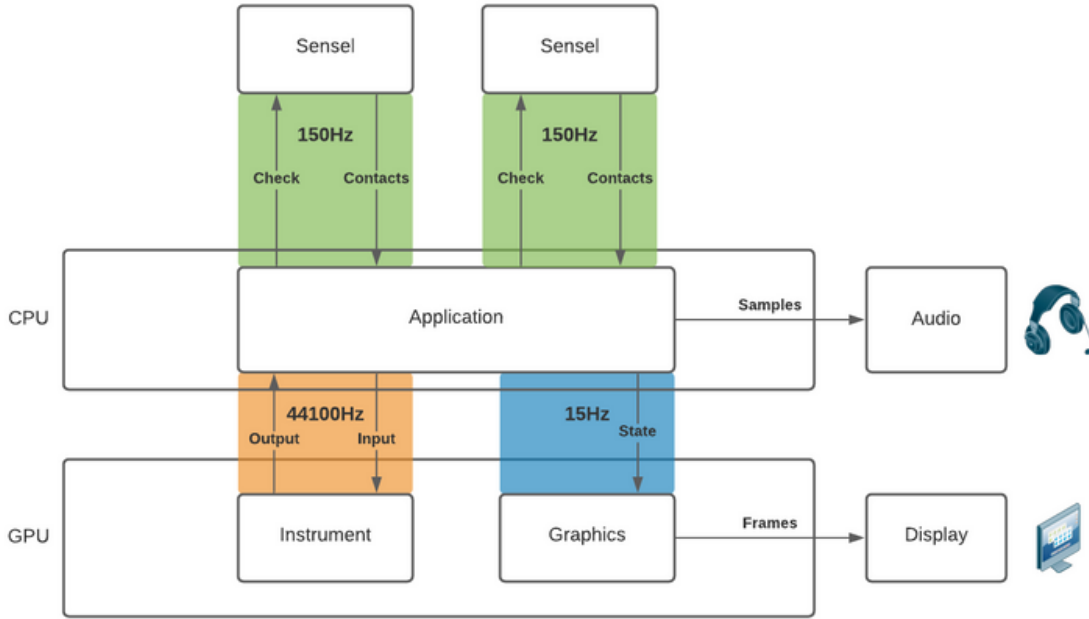 Sensel
Sensel
150Hz
150Hz
Check
Contacts
Check
Contacts
CPU
Application
Samples
Audio
44100Hz
15Hz
Output
Input
State
GPU
Instrument
Graphics
Frames
Display